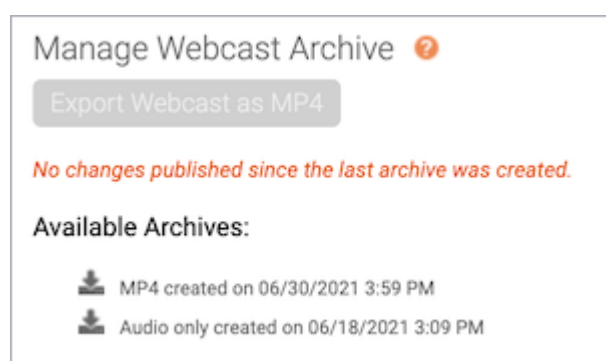 Manage Webcast Archive ?
Export Webcast as MP4
No changes published since the last archive was created.
Available Archives:
MP4 created on 06/30/2021 3:59 PM
Audio only created on 06/18/2021 3:09 PM